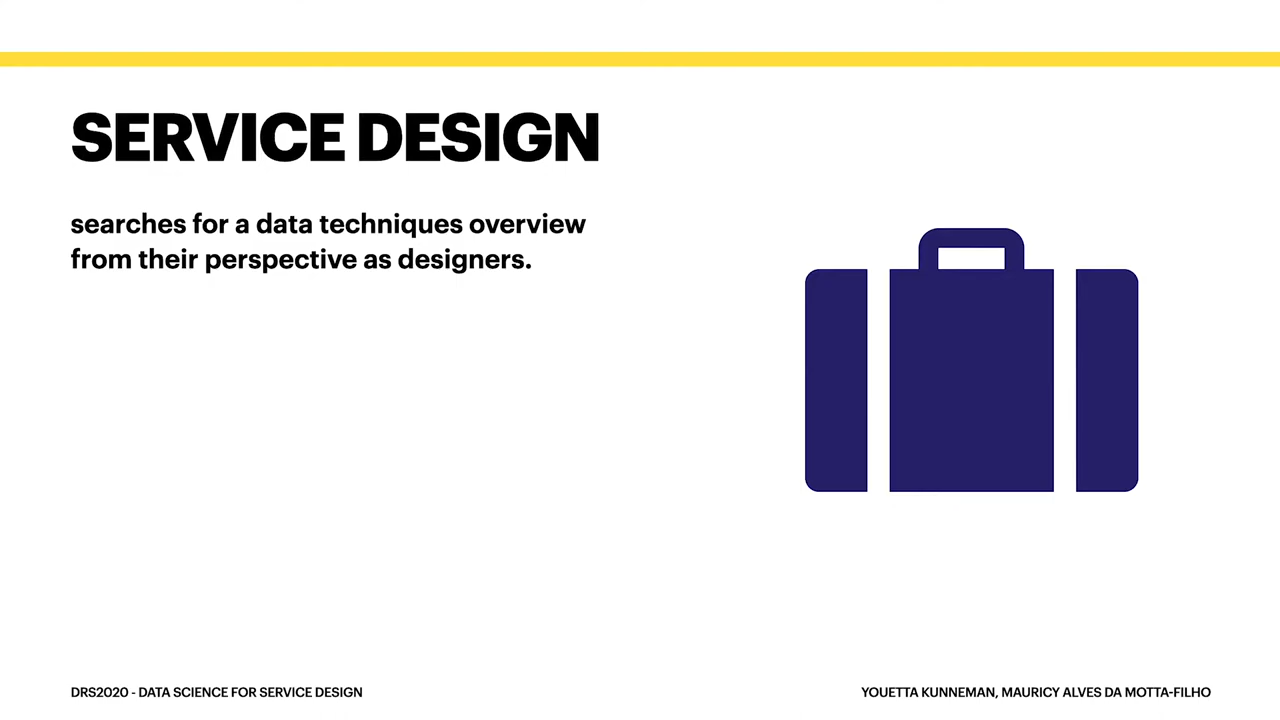 SERVICE DESIGN
searches for a data techniques overview
from their perspective as designers.
DRS2020 - DATA SCIENCE FOR SERVICE DESIGN
YOUETTA KUNNEMAN, MAURICY ALVES DA MOTTA-FILHO